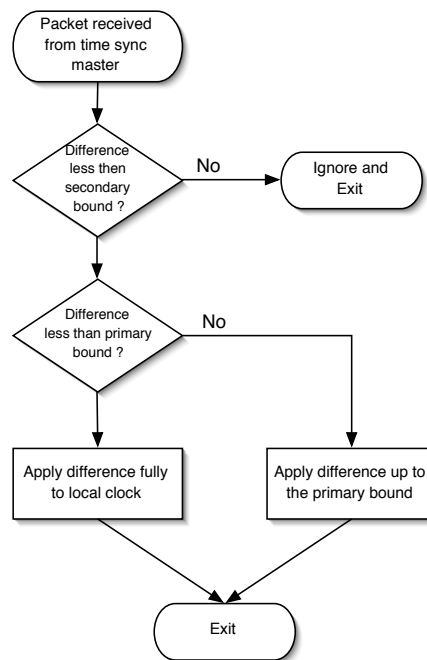 Packet received
from time sync
master
Difference
less then
secondary
bound ?
No
Ignore and
Exit
Difference
less than primary
bound ?
No
Apply difference fully
to local clock
Apply difference up to
the primary bound
Exit